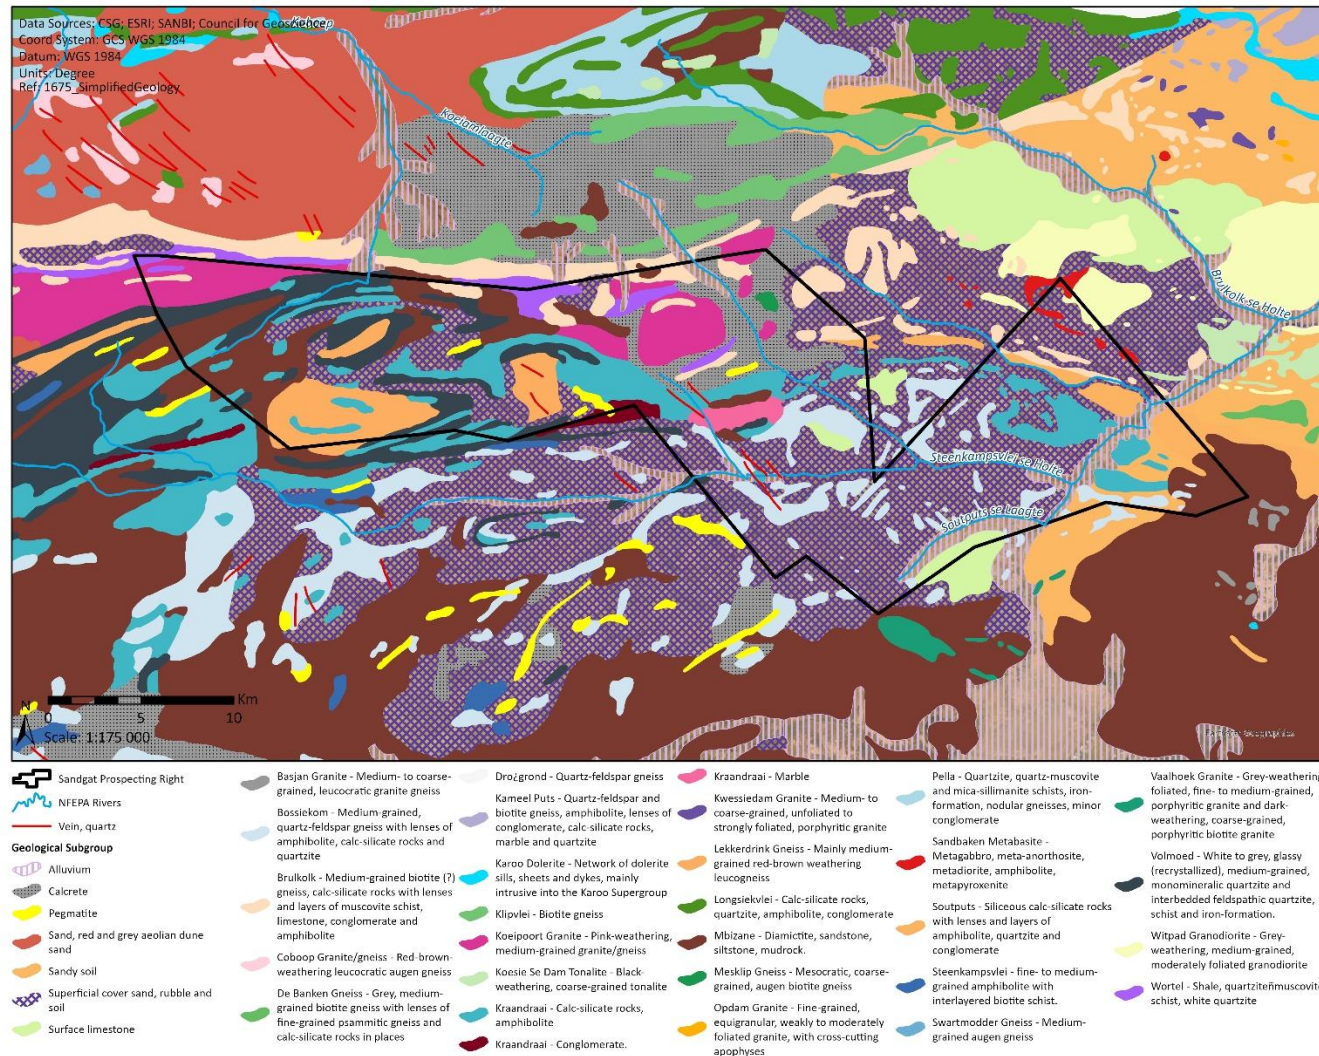 Data Sources: CSG; ESRI; SANBI; Council for Geoscience
Coord System: GCS WGS 1984
Datum: WGS 1984
Units: Degree
Ref: 1675_SimplifiedGeology
Koeiamlaagte
Brulkolk se Holte
Steenkampsvlei se Holte
Soutputs se Laagte
N
Km
0 5 10
Scale: 1:175 000
Sandgat Prospecting Right
NFEPA Rivers
Vein, quartz
Geological Subgroup
Alluvium
Calcrete
Pegmatite
Sand, red and grey aeolian dune
sand
Sandy soil
Superficial cover sand, rubble and
soil
Surface limestone
Basjan Granite - Medium- to coarse-
grained, leucocratic granite gneiss
Bossiekom - Medium-grained,
quartz-feldspar gneiss with lenses of
amphibolite, calc-silicate rocks and
quartzite
Brulkolk - Medium-grained biotite (?)
gneiss, calc-silicate rocks with lenses
and layers of muscovite schist,
limestone, conglomerate and
amphibolite
Coboop Granite/gneiss - Red-brown-
weathering leucocratic augen gneiss
De Banken Gneiss - Grey, medium-
grained biotite gneiss with lenses of
fine-grained psammitic gneiss and
calc-silicate rocks in places
Dro¿grond - Quartz-feldspar gneiss
Kameel Puts - Quartz-feldspar and
biotite gneiss, amphibolite, lenses of
conglomerate, calc-silicate rocks,
marble and quartzite
Karoo Dolerite - Network of dolerite
sills, sheets and dykes, mainly
intrusive into the Karoo Supergroup
Klipvlei - Biotite gneiss
Koeipoort Granite - Pink-weathering,
medium-grained granite/gneiss
Koesie Se Dam Tonalite - Black-
weathering, coarse-grained tonalite
Kraandraai - Calc-silicate rocks,
amphibolite
Kraandraai - Conglomerate.
Kraandraai - Marble
Kwessiedam Granite - Medium- to
coarse-grained, unfoliated to
strongly foliated, porphyritic granite
Lekkerdrink Gneiss - Mainly medium-
grained red-brown weathering
leucogneiss
Longsiekvlei - Calc-silicate rocks,
quartzite, amphibolite, conglomerate
Mbizane - Diamictite, sandstone,
siltstone, mudrock.
Mesklip Gneiss - Mesocratic, coarse-
grained, augen biotite gneiss
Opdam Granite - Fine-grained,
equigranular, weakly to moderately
foliated granite, with cross-cutting
apophyses
Pella - Quartzite, quartz-muscovite
and mica-sillimanite schists, iron-
formation, nodular gneisses, minor
conglomerate
Sandbaken Metabasite -
Metagabbro, meta-anorthosite,
metadiorite, amphibolite,
metapyroxenite
Soutputs - Siliceous calc-silicate rocks
with lenses and layers of
amphibolite, quartzite and
conglomerate
Steenkampsvlei - fine- to medium-
grained amphibolite with
interlayered biotite schist.
Swartmodder Gneiss - Medium-
grained augen gneiss
Vaalhoek Granite - Grey-weathering
foliated, fine- to medium-grained,
porphyritic granite and dark-
weathering, coarse-grained,
porphyritic biotite granite
Volmoed - White to grey, glassy
(recrystallized), medium-grained,
monomineralic quartzite and
interbedded feldspathic quartzite,
schist and iron-formation.
Witpad Granodiorite - Grey-
weathering, medium-grained,
moderately foliated granodiorite
Wortel - Shale, quartziteñmuscovite
schist, white quartzite